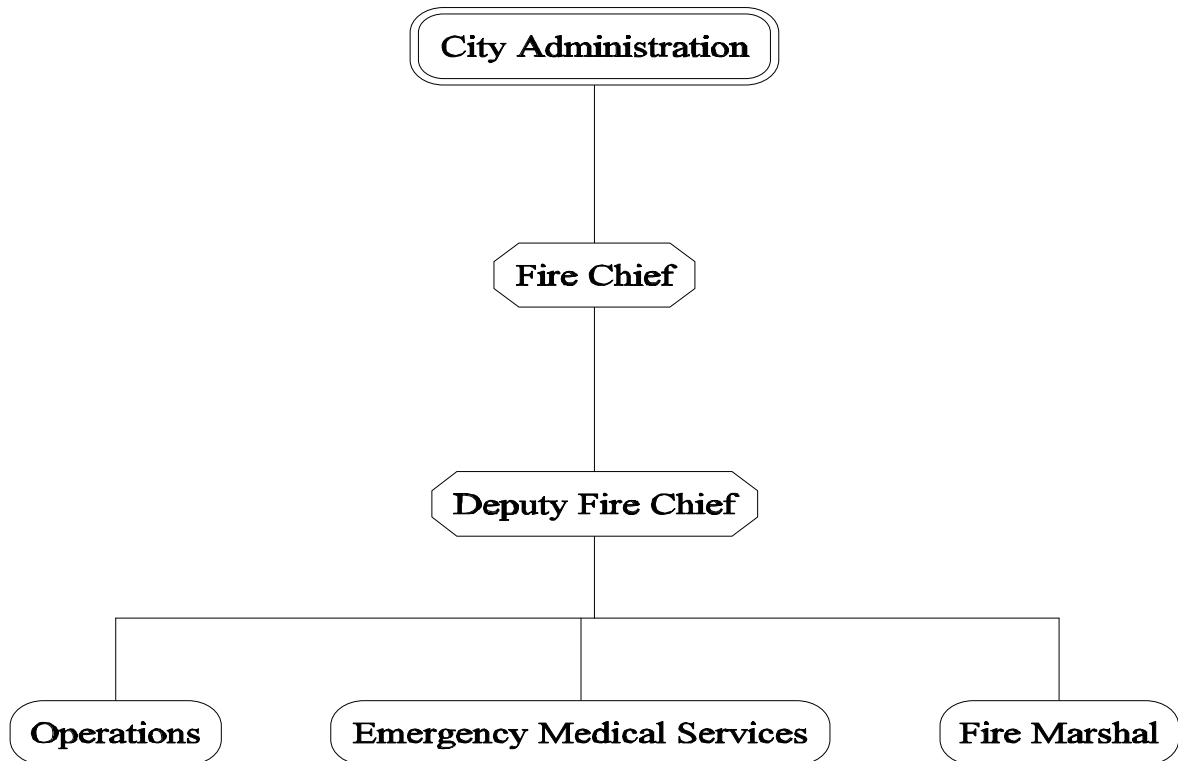 City Administration
Fire Chief
Deputy Fire Chief
Operations
Emergency Medical Services
Fire Marshal